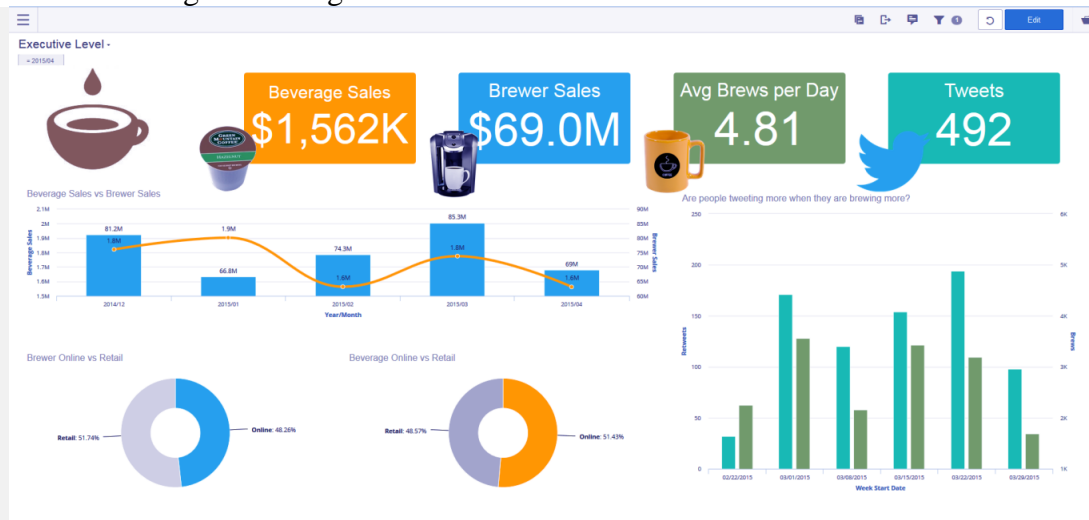 Edit
Executive Level -
= 2015/04
Beverage Sales
$1,562K
Brewer Sales
$69.0M
Avg Brews per Day
4.81
Tweets
492
GREEN
MOUNTAIN
COFFEE
HAZELNUT
Beverage Sales vs Brewer Sales
2.1M
2M
1.9M
1.8M
1.7M
1.6M
1.5M
Beverage Sales
81.2M
1.8M
66.8M
1.9M
74.3M
1.6M
85.3M
1.8M
69M
1.6M
90M
85M
80M
75M
70M
65M
60M
Brewer Sales
2014/12
2015/01
2015/02
2015/03
2015/04
Year/Month
Are people tweeting more when they are brewing more?
250
200
150
100
50
0
Retweets
6K
5K
4K
3K
2K
1K
Brews
02/22/2015
03/01/2015
03/08/2015
03/15/2015
03/22/2015
03/29/2015
Week Start Date
Brewer Online vs Retail
Retail: 51.74%
Online: 48.26%
Beverage Online vs Retail
Retail: 48.57%
Online: 51.43%